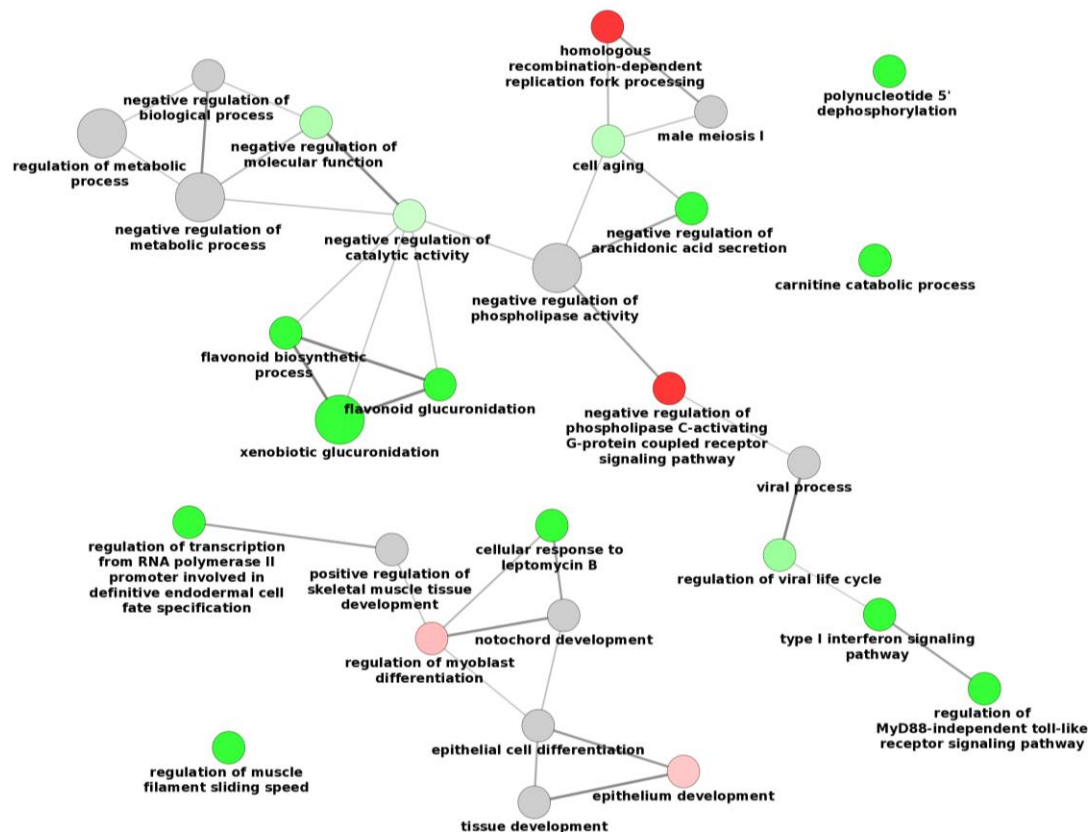 homologous
recombination-dependent
replication fork processing
negative regulation of
biological process
polynucleotide 5'
dephosphorylation
male meiosis I
negative regulation of
molecular function
regulation of metabolic
process
cell aging
negative regulation of
metabolic process
negative regulation of
catalytic activity
negative regulation of
arachidonic acid secretion
carnitine catabolic process
negative regulation of
phospholipase activity
flavonoid biosynthetic
process
flavonoid glucuronidation
xenobiotic glucuronidation
negative regulation of
phospholipase C-activating
G-protein coupled receptor
signaling pathway
viral process
regulation of transcription
from RNA polymerase II
promoter involved in
definitive endodermal cell
fate specification
cellular response to
leptomycin B
positive regulation of
skeletal muscle tissue
development
regulation of viral life cycle
notochord development
type I interferon signaling
pathway
regulation of myoblast
differentiation
regulation of
MyD88-independent toll-like
receptor signaling pathway
epithelial cell differentiation
regulation of muscle
filament sliding speed
epithelium development
tissue development